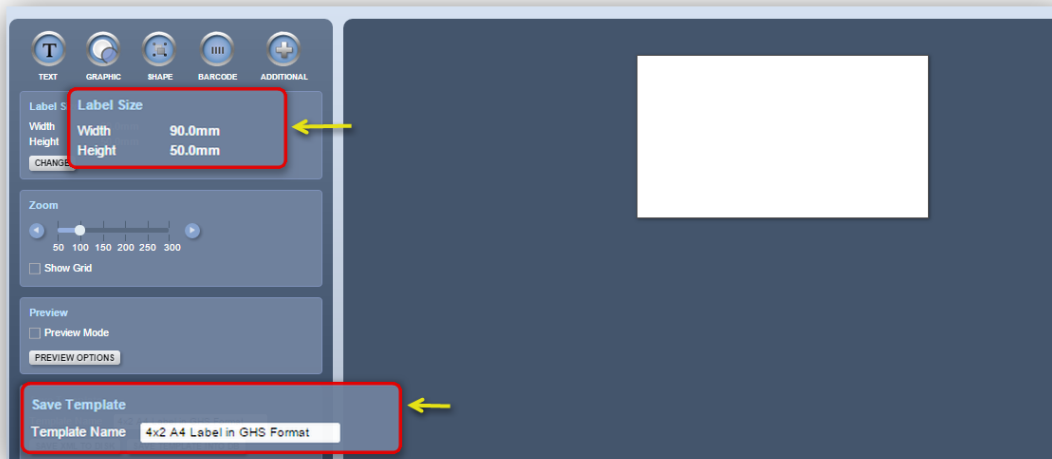 TEXT GRAPHIC SHAPE BARCODE ADDITIONAL
Label S
Width
Height
CHANGE
Label Size
Width 90.0mm
Height 50.0mm
Zoom
50 100 150 200 250 300
Show Grid
Preview
Preview Mode
PREVIEW OPTIONS
Save Template
Template Name 4x2 A4 Label in GHS Format